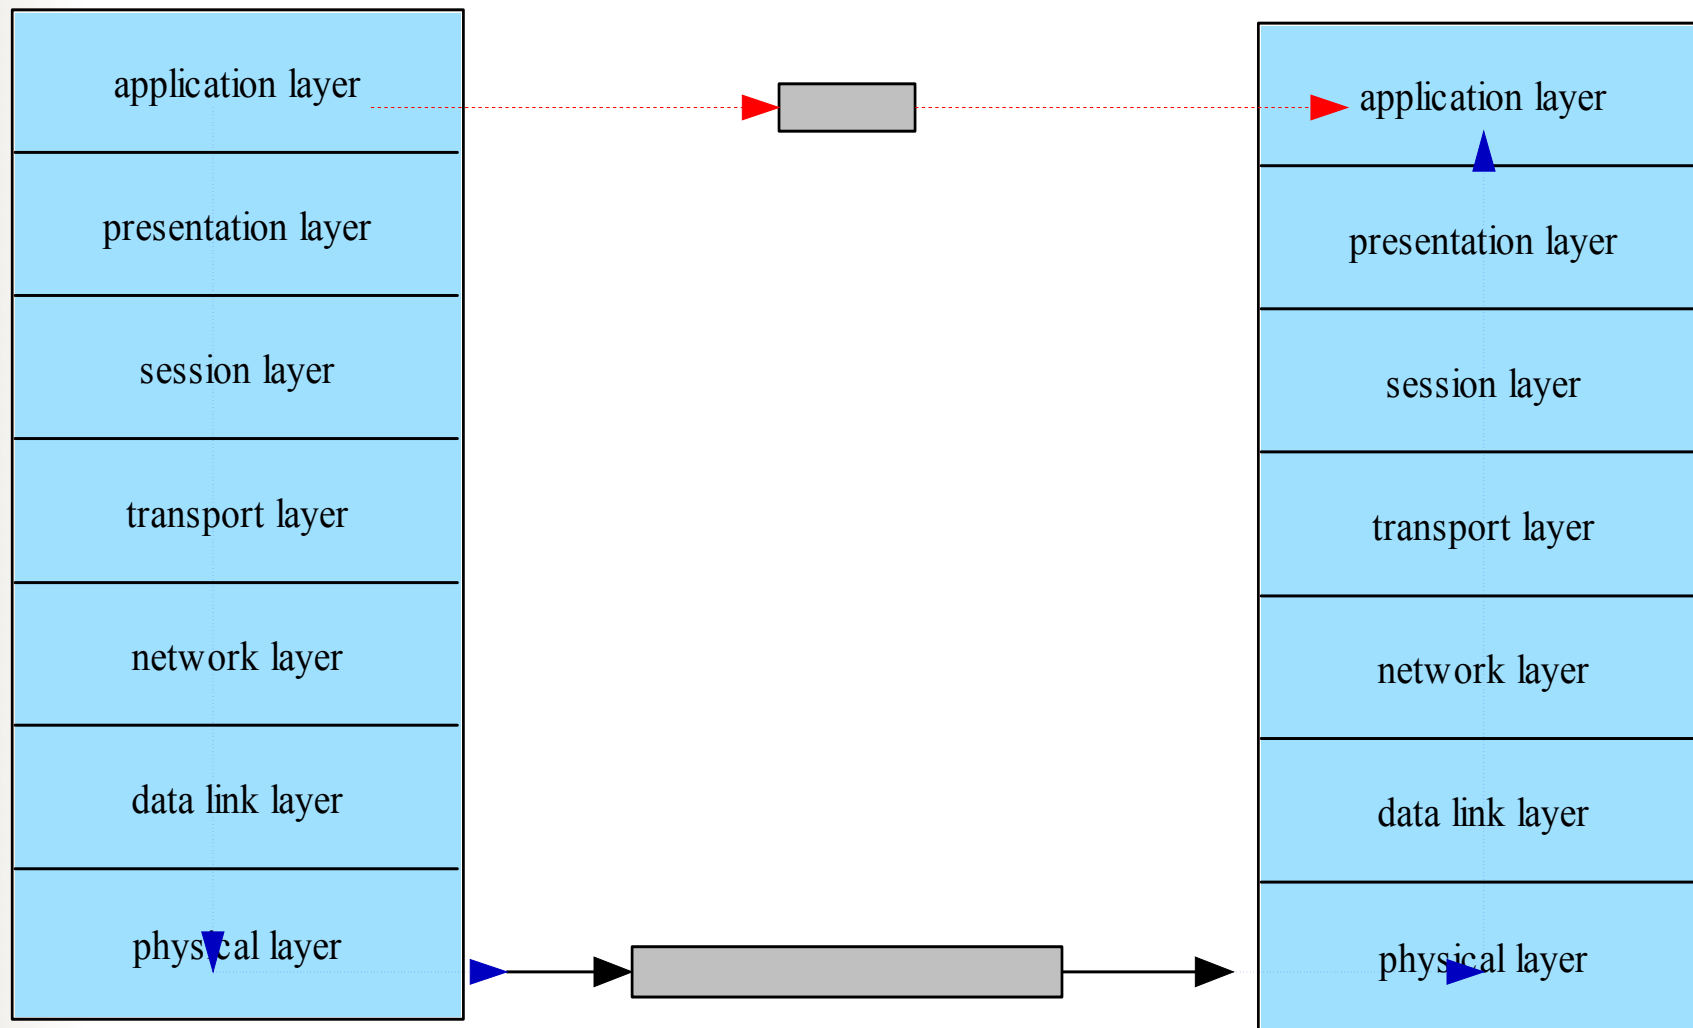 application layer
presentation layer
session layer
transport layer
network layer
data link layer
physical layer
application layer
presentation layer
session layer
transport layer
network layer
data link layer
physical layer